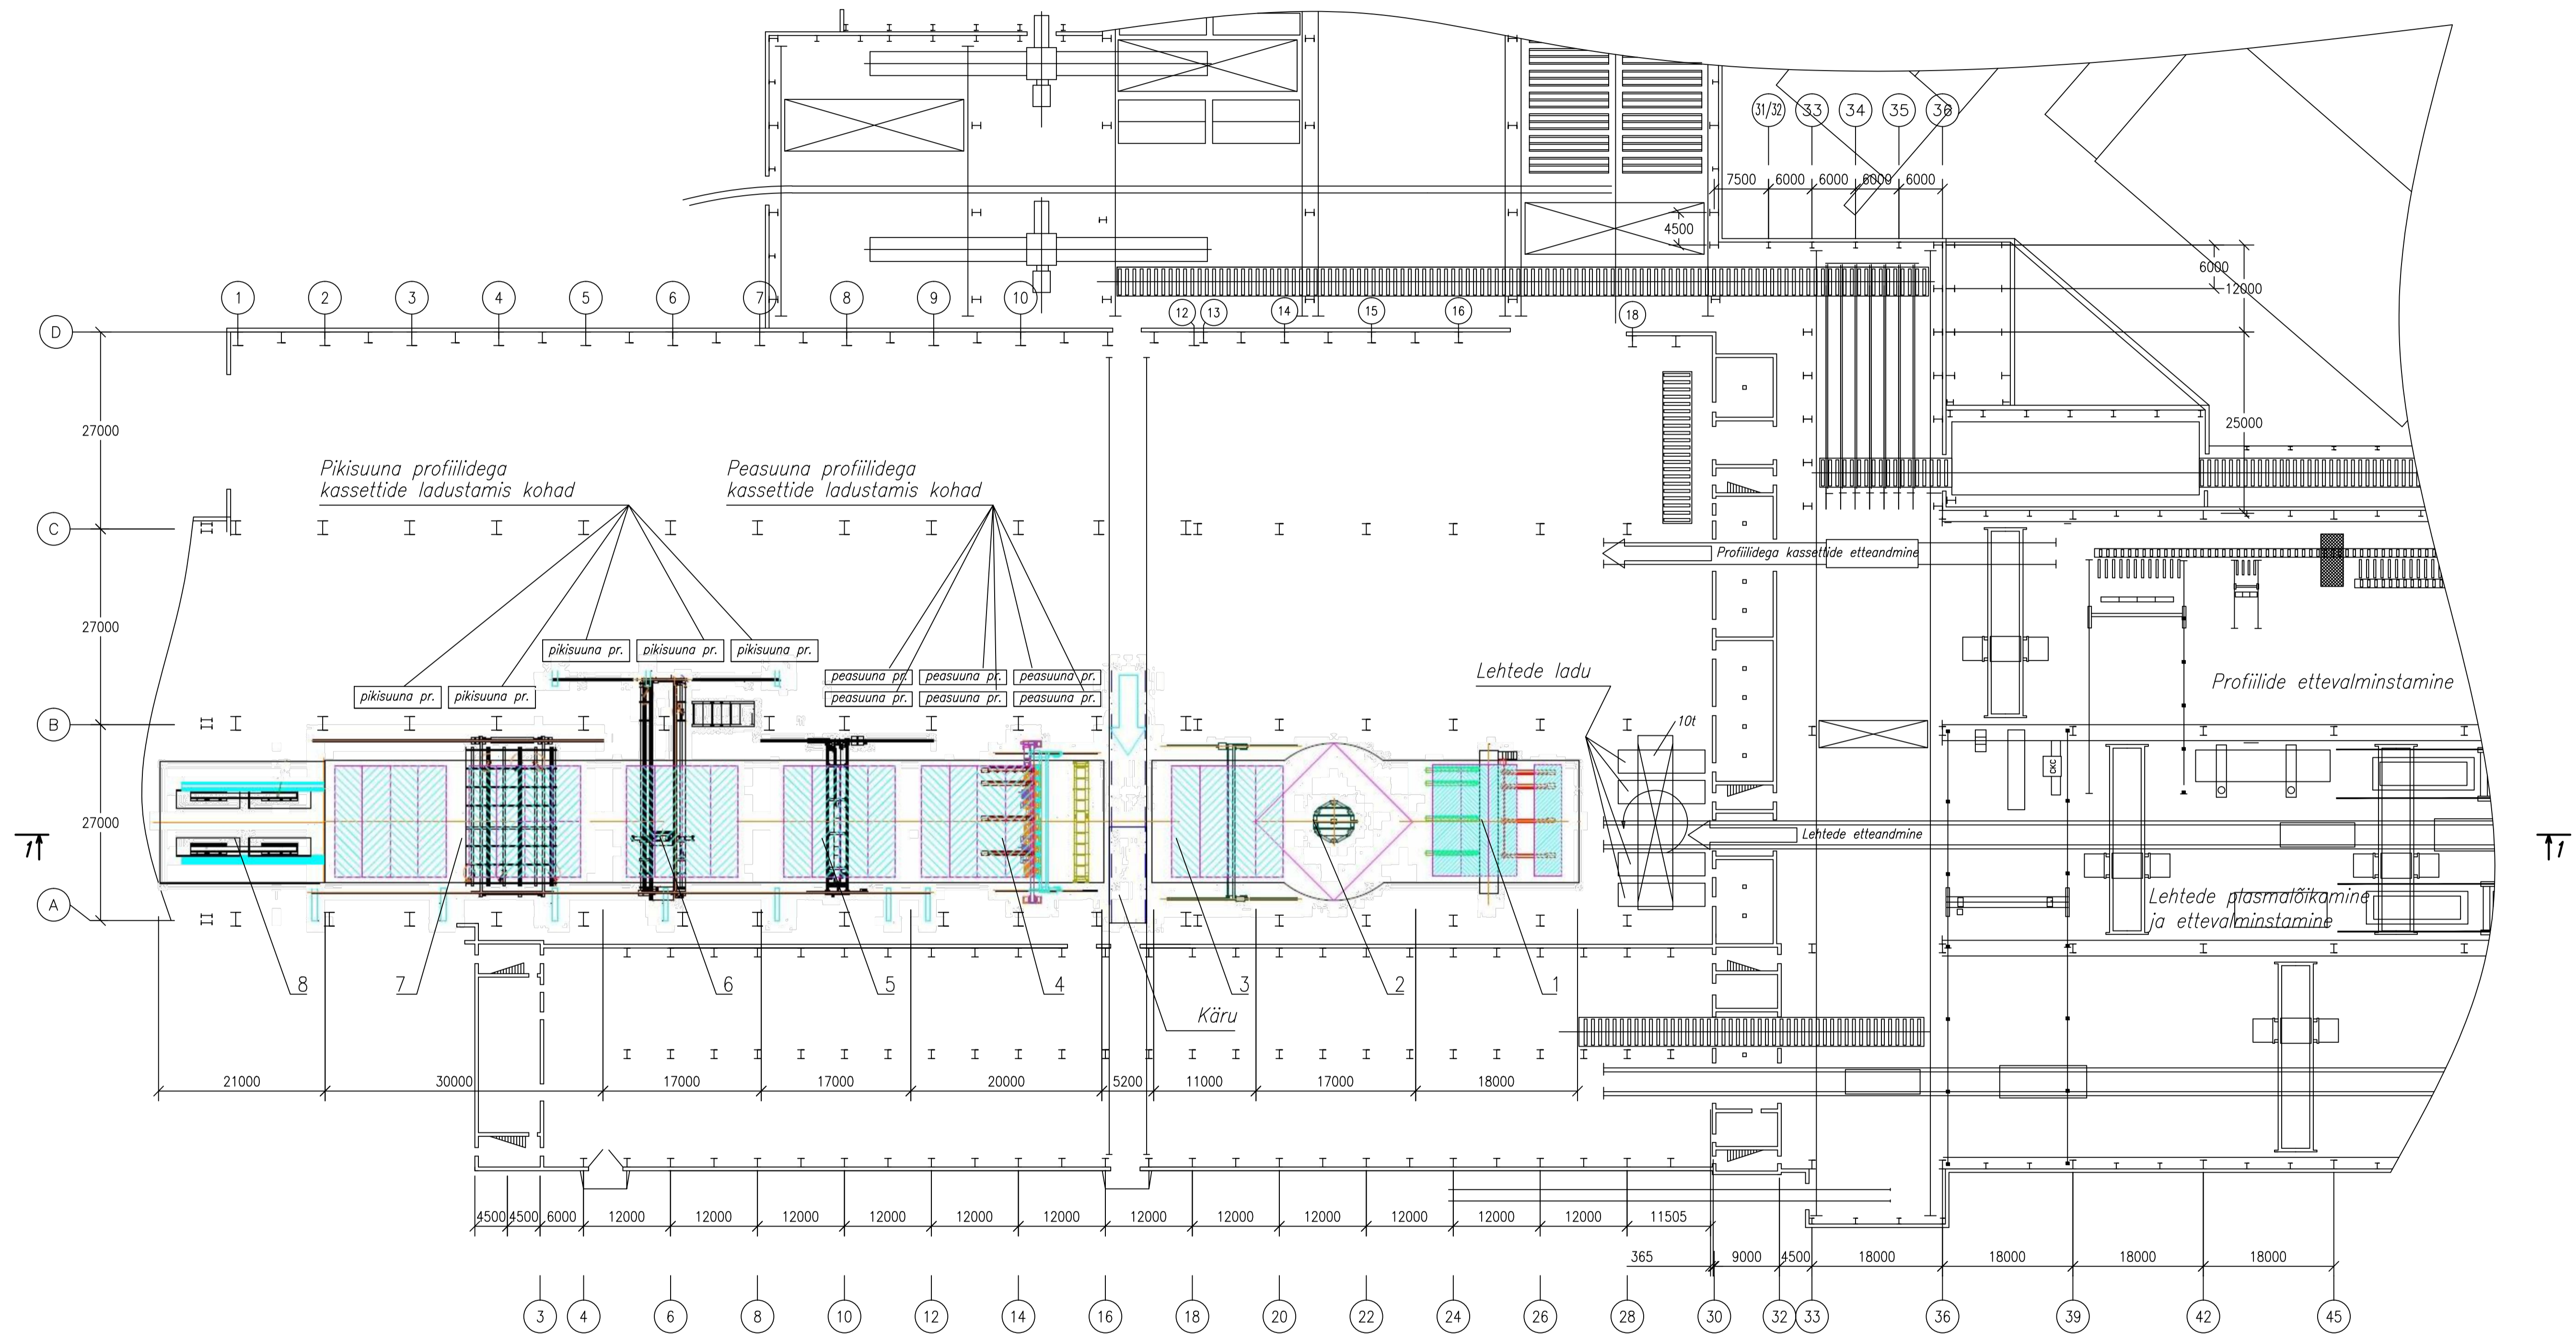 31/32 33 34 35 36
7500 6000 6000 6000 6000
4500
6000
12000
25000
1 2 3 4 5 6 7 8 9 10 12 13 14 15 16 18
D
27000
C
27000
B
27000
A
Pikisuuna profiilidega
kassettide ladustamis kohad
Peasuuna profiilidega
kassettide ladustamis kohad
Profiilidega kassettide etteandmine
pikisuuna pr. pikisuuna pr. pikisuuna pr.
pikisuuna pr. pikisuuna pr.
peasuuna pr. peasuuna pr. peasuuna pr.
peasuuna pr. peasuuna pr. peasuuna pr.
Lehtede ladu
10t
Profiilide ettevalminstamine
CKC
Lehtede etteandmine
1 1
Lehtede plasmalõikamine
ja ettevalminstamine
8 7 6 5 4 3 2 1
Käru
21000 30000 17000 17000 20000 5200 11000 17000 18000
4500 4500 6000 12000 12000 12000 12000 12000 12000 12000 12000 12000 12000 12000 12000 11505
365 9000 4500 18000 18000 18000 18000
3 4 6 8 10 12 14 16 18 20 22 24 26 28 30 32 33 36 39 42 45